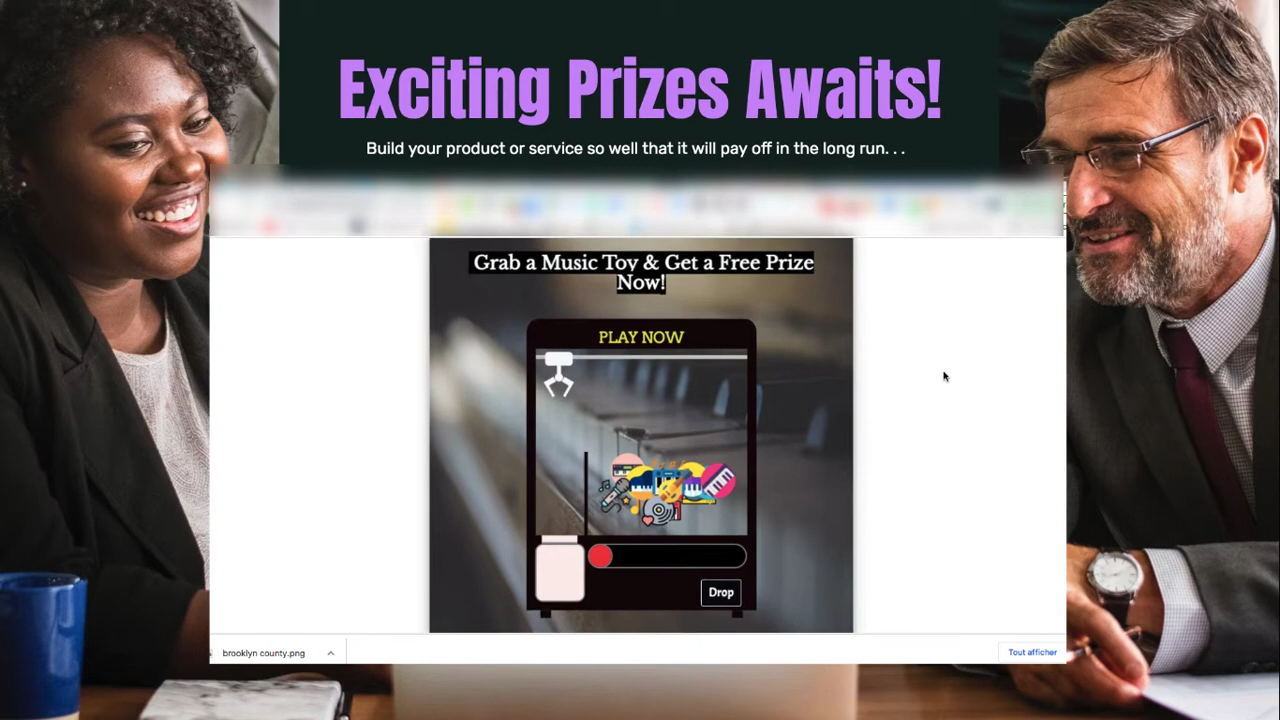 Exciting Prizes Awaits!
Build your product or service so well that it will pay off in the long run. . .
Grab a Music Toy & Get a Free Prize
Now!
PLAY NOW
Drop
brooklyn county.png
Tout afficher